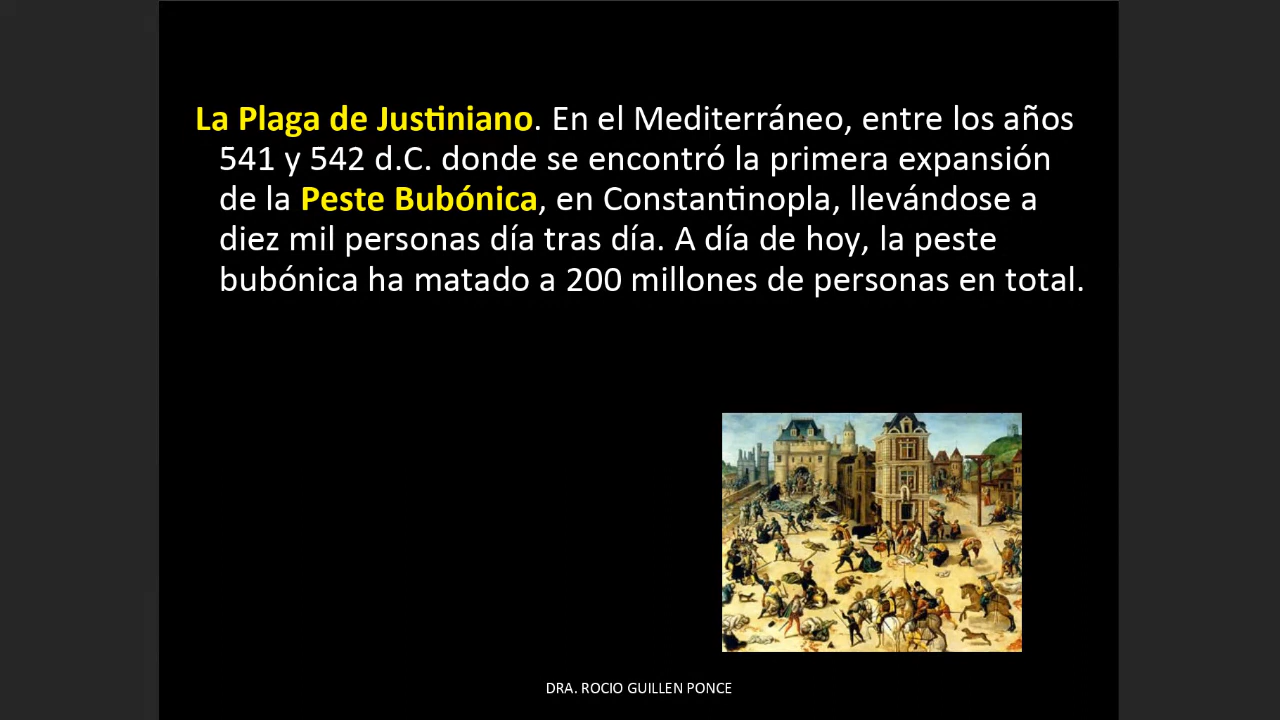 La Plaga de Justiniano. En el Mediterráneo, entre los años
541 y 542 d.C. donde se encontró la primera expansión
de la Peste Bubónica, en Constantinopla, llevándose a
diez mil personas día tras día. A día de hoy, la peste
bubónica ha matado a 200 millones de personas en total.
DRA. ROCIO GUILLEN PONCE